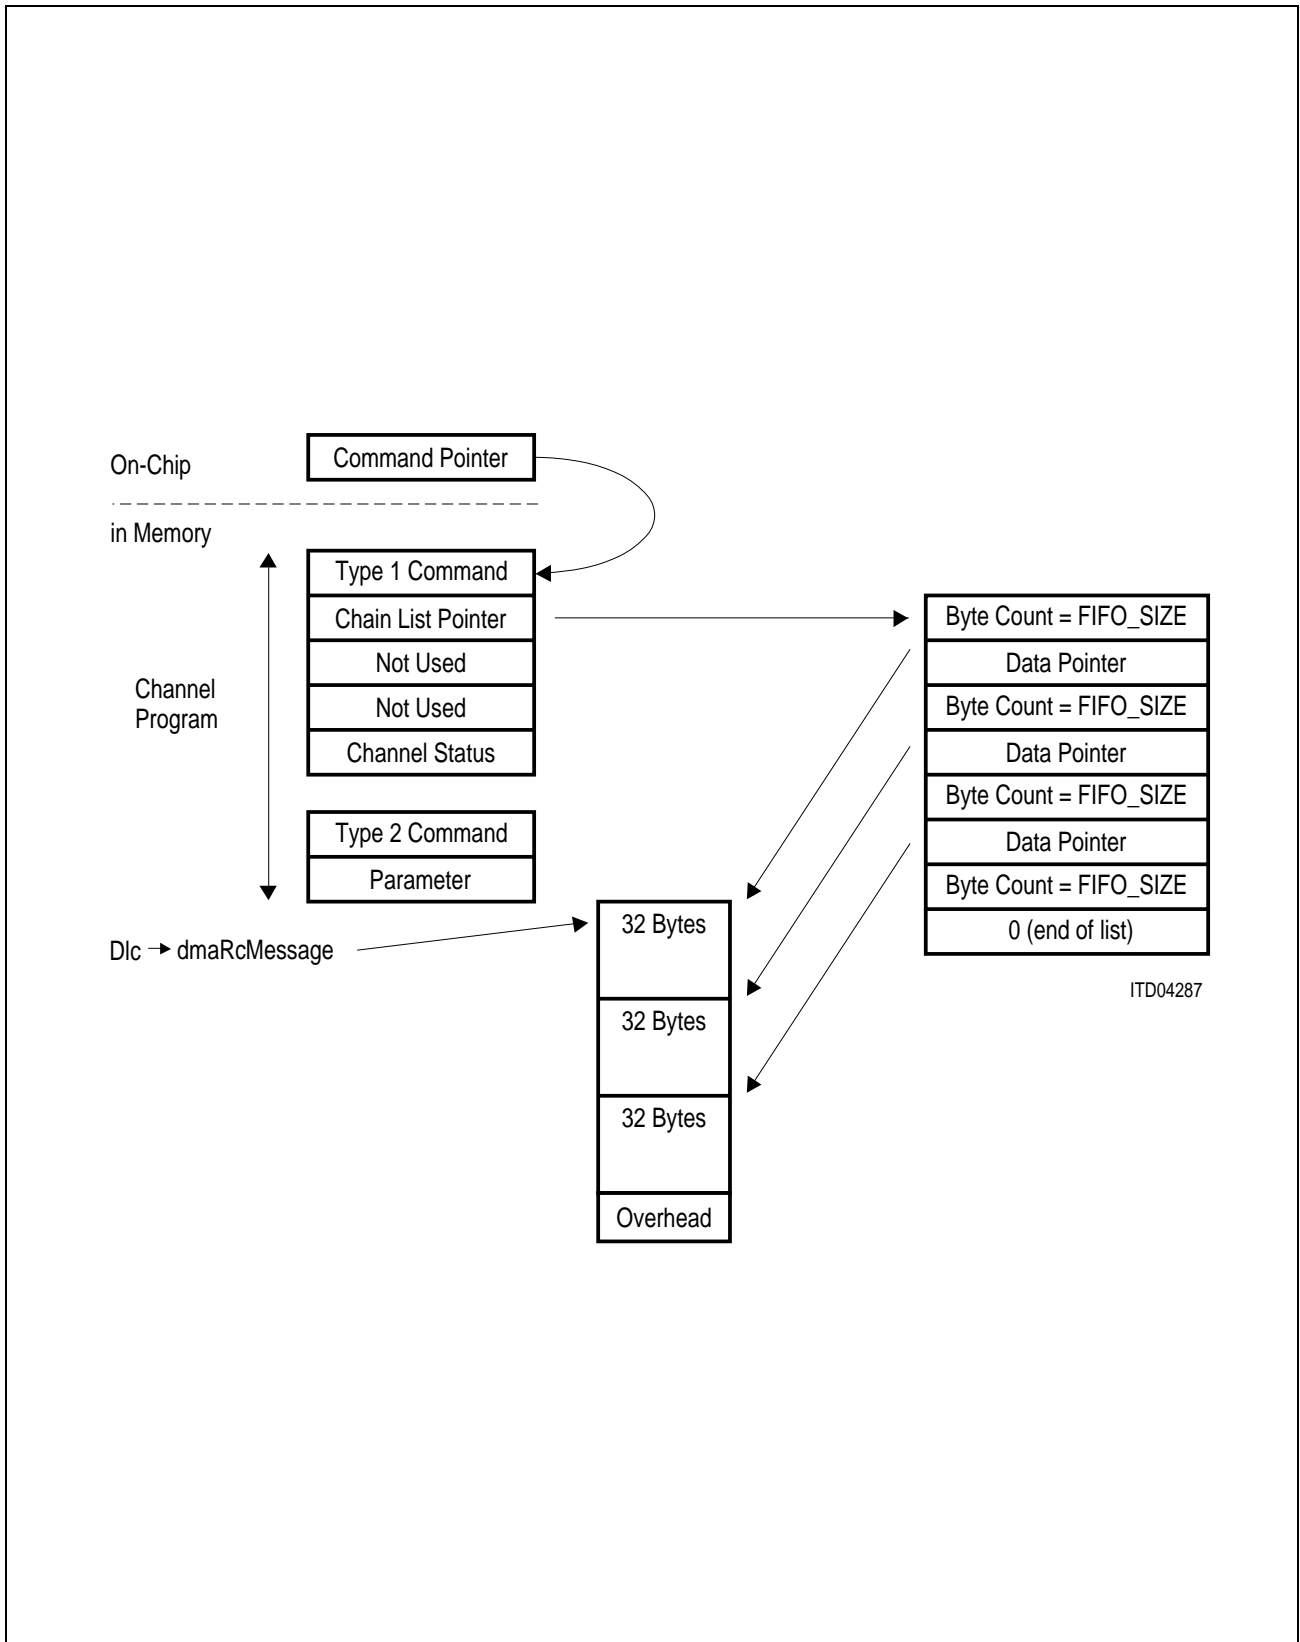 On-Chip
Command Pointer
in Memory
Type 1 Command
Chain List Pointer
Not Used
Not Used
Channel Status
Channel
Program
Type 2 Command
Parameter
Dlc → dmaRcMessage
32 Bytes
32 Bytes
32 Bytes
Overhead
Byte Count = FIFO_SIZE
Data Pointer
Byte Count = FIFO_SIZE
Data Pointer
Byte Count = FIFO_SIZE
Data Pointer
Byte Count = FIFO_SIZE
0 (end of list)
ITD04287